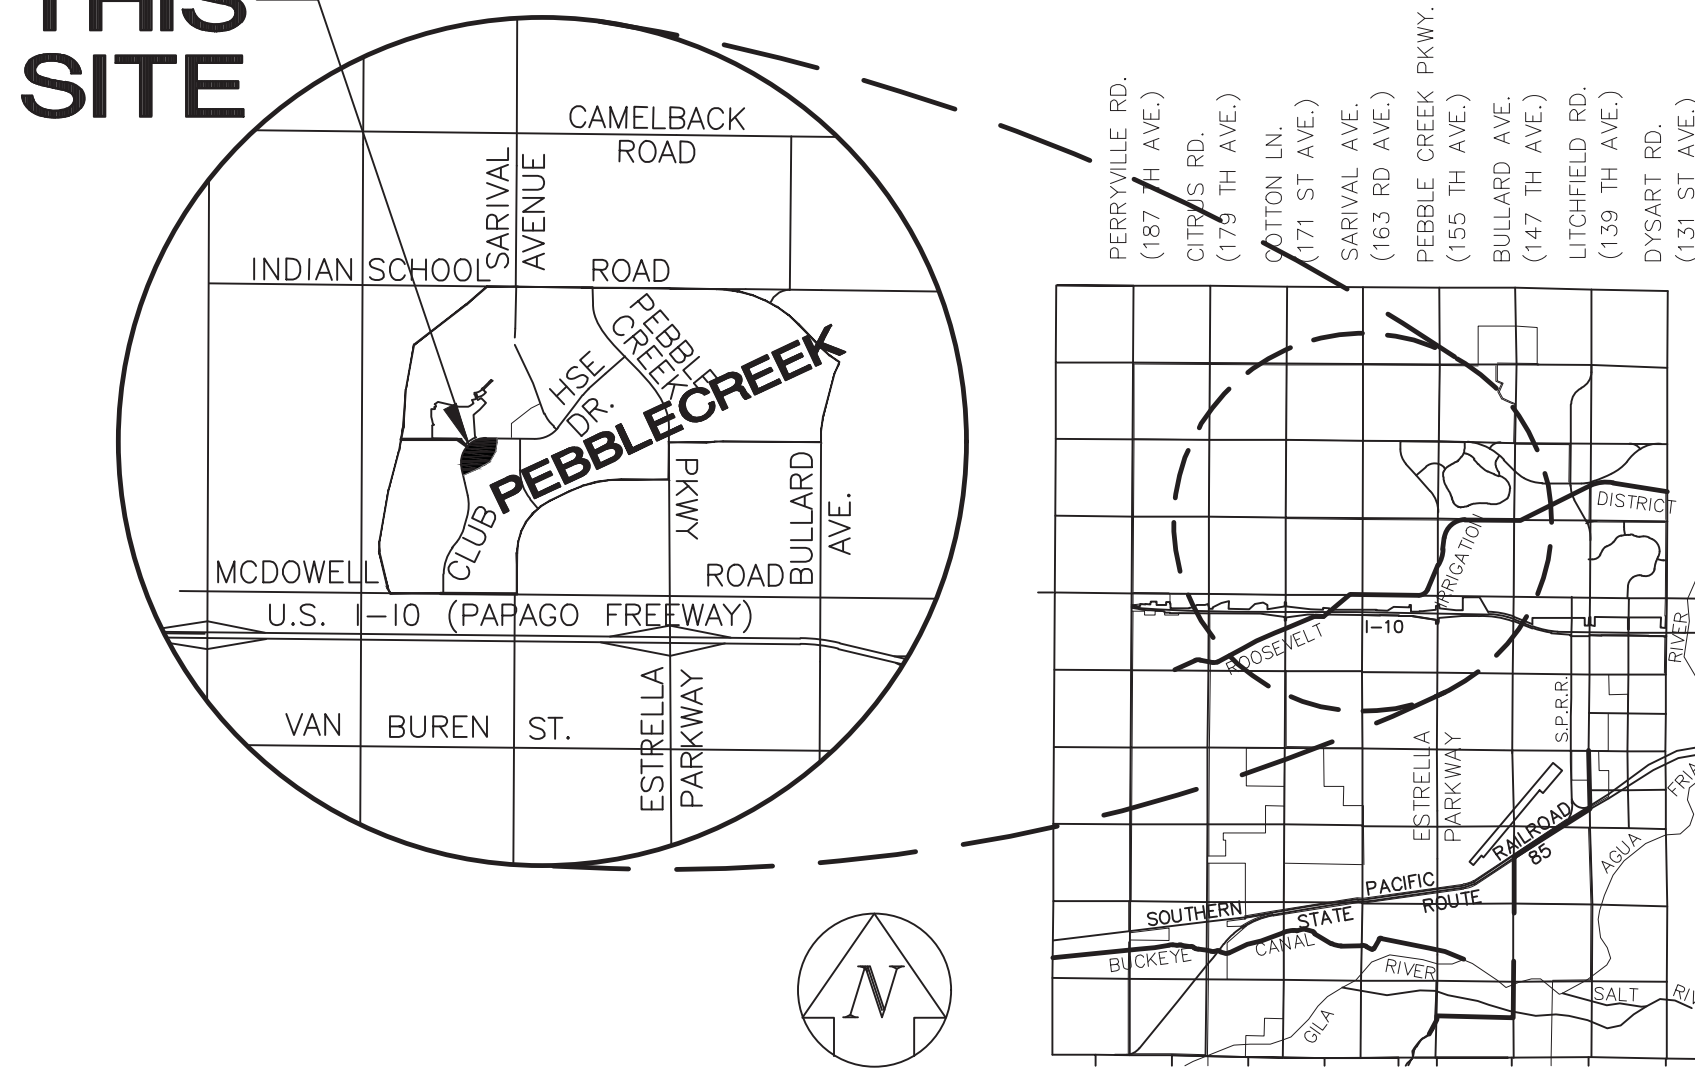 THIS
SITE
CAMELBACK
ROAD
SARIVAL
AVENUE
INDIAN SCHOOL ROAD
PEBBLE
CREEK
HSE
DR.
PEBBLECREEK
PKWY
BULLARD
AVE.
CLUB
MCDOWELL ROAD
U.S. I-10 (PAPAGO FREEWAY)
VAN BUREN ST.
ESTRELLA
PARKWAY
N
PERRYVILLE RD.
(187 TH AVE.)
CITRUS RD.
(179 TH AVE.)
COTTON LN.
(171 ST AVE.)
SARIVAL AVE.
(163 RD AVE.)
PEBBLE CREEK PKWY.
(155 TH AVE.)
BULLARD AVE.
(147 TH AVE.)
LITCHFIELD RD.
(139 TH AVE.)
DYSART RD.
(131 ST AVE.)
DISTRICT
IRRIGATION
ROOSEVELT
I-10
RIVER
S.P.R.R.
ESTRELLA
PARKWAY
RAILROAD
85
AGUA
FRIA
PACIFIC
ROUTE
SOUTHERN
STATE
BUCKEYE
CANAL
RIVER
GILA
SALT